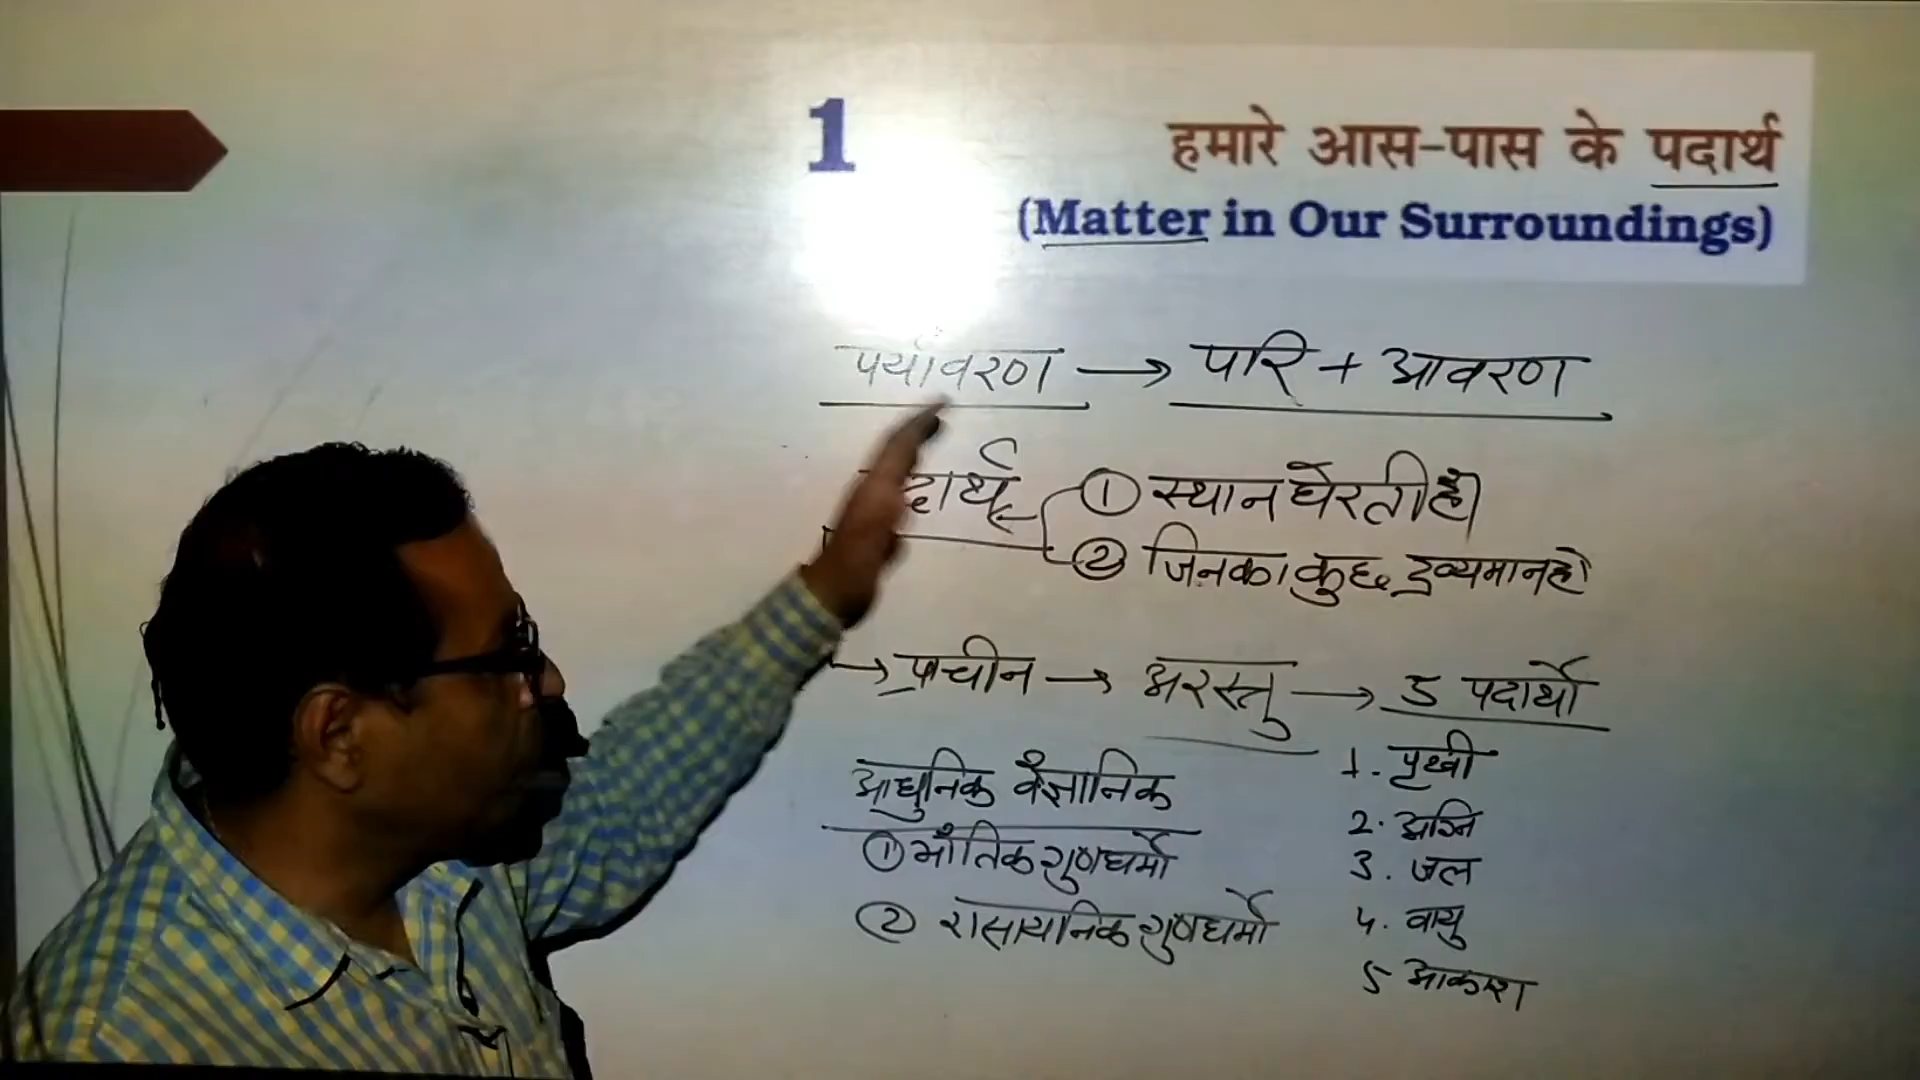 1 हमारे आस-पास के पदार्थ
(Matter in Our Surroundings)
पर्यावरण → परि + आवरण
① स्थान घेरती हो
② जिनका कुछ द्रव्यमान हो
→ प्राचीन → अरस्तु → 5 पदार्थो
1. पृथ्वी
आधुनिक वैज्ञानिक
2. अग्नि
① भौतिक गुणधर्मो
3. जल
② रासायनिक गुणधर्मो
4. वायु
5 आकाश